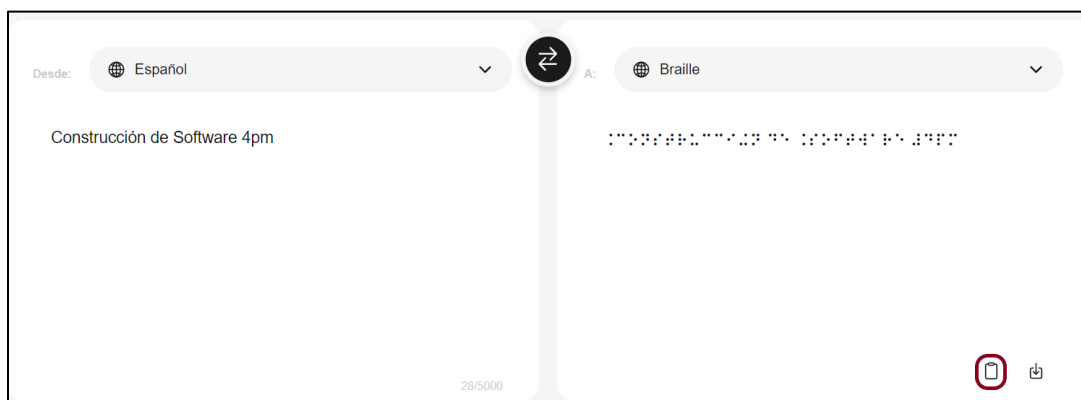 Desde:
Español
A:
Braille
Construcción de Software 4pm
⠨⠉⠕⠝⠎⠞⠗⠥⠉⠉⠊⠬⠝ ⠙⠑ ⠨⠎⠕⠋⠞⠺⠁⠗⠑ ⠼⠙⠏⠍
28/5000